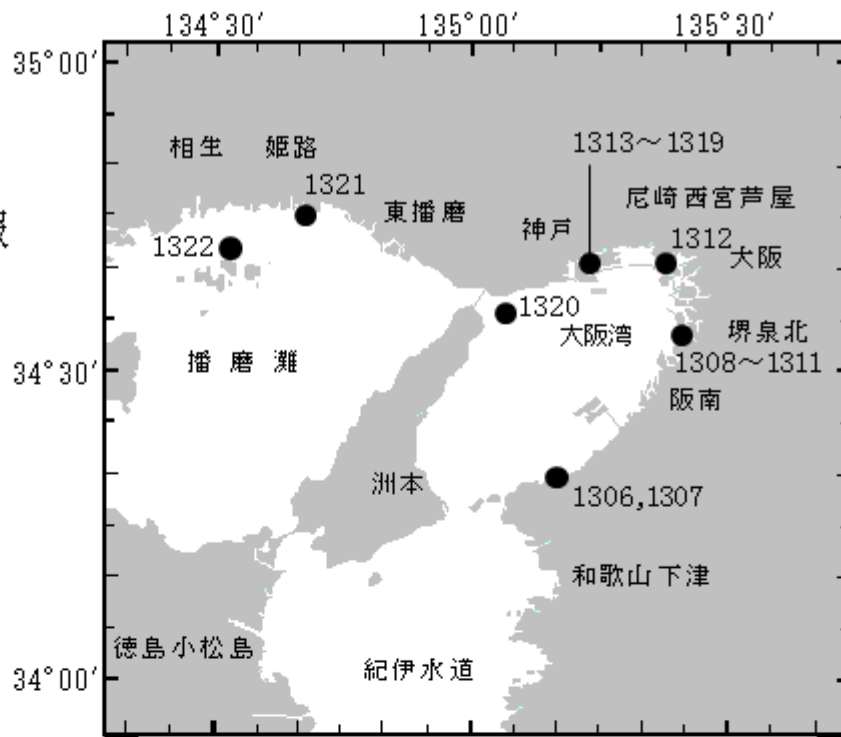 134°30′ 135°00′ 135°30′
35°00′
相生 姫路
1313～1319
1321
尼崎西宮芦屋
東播磨
神戸
1312
1322
大阪
1320
大阪湾
堺泉北
播磨灘
1308～1311
34°30′
阪南
洲本
1306,1307
和歌山下津
徳島小松島
紀伊水道
34°00′